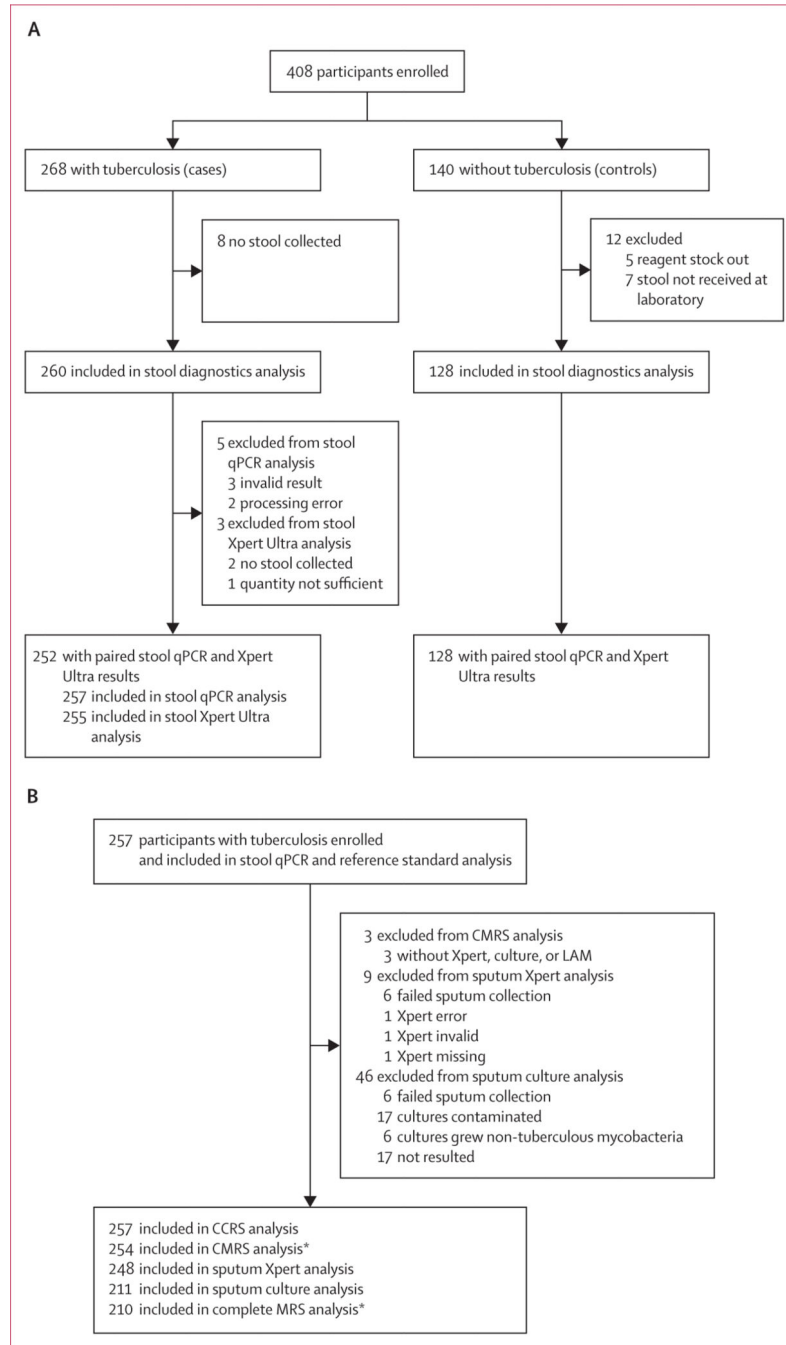 A
408 participants enrolled
268 with tuberculosis (cases)
140 without tuberculosis (controls)
8 no stool collected
12 excluded
5 reagent stock out
7 stool not received at
laboratory
260 included in stool diagnostics analysis
128 included in stool diagnostics analysis
5 excluded from stool
qPCR analysis
3 invalid result
2 processing error
3 excluded from stool
Xpert Ultra analysis
2 no stool collected
1 quantity not sufficient
252 with paired stool qPCR and Xpert
Ultra results
257 included in stool qPCR analysis
255 included in stool Xpert Ultra
analysis
128 with paired stool qPCR and Xpert
Ultra results
B
257 participants with tuberculosis enrolled
and included in stool qPCR and reference standard analysis
3 excluded from CMRS analysis
3 without Xpert, culture, or LAM
9 excluded from sputum Xpert analysis
6 failed sputum collection
1 Xpert error
1 Xpert invalid
1 Xpert missing
46 excluded from sputum culture analysis
6 failed sputum collection
17 cultures contaminated
6 cultures grew non-tuberculous mycobacteria
17 not resulted
257 included in CCRS analysis
254 included in CMRS analysis*
248 included in sputum Xpert analysis
211 included in sputum culture analysis
210 included in complete MRS analysis*